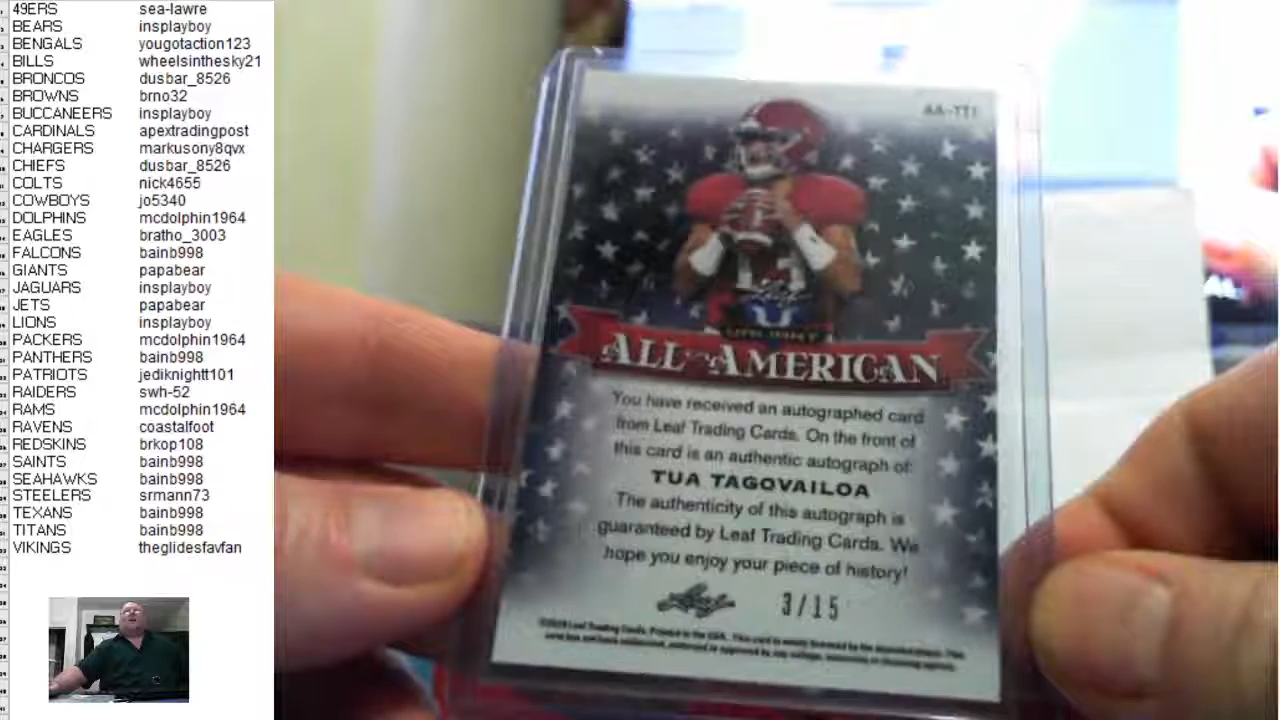 49ERS sea-lawre
BEARS insplayboy
BENGALS yougotaction123
BILLS wheelsinthesky21
BRONCOS dusbar_8526
BROWNS brno32
BUCCANEERS insplayboy
CARDINALS apextradingpost
CHARGERS markusony8qvx
CHIEFS dusbar_8526
COLTS nick4655
COWBOYS jo5340
DOLPHINS mcdolphin1964
EAGLES bratho_3003
FALCONS bainb998
GIANTS papabear
JAGUARS insplayboy
JETS papabear
LIONS insplayboy
PACKERS mcdolphin1964
PANTHERS bainb998
PATRIOTS jediknightt101
RAIDERS swh-52
RAMS mcdolphin1964
RAVENS coastalfoot
REDSKINS brkop108
SAINTS bainb998
SEAHAWKS bainb998
STEELERS srmann73
TEXANS bainb998
TITANS bainb998
VIKINGS theglidesfavfan
AA-TT1
ALL-AMERICAN
You have received an autographed card
from Leaf Trading Cards. On the front of
this card is an authentic autograph of:
TUA TAGOVAILOA
The authenticity of this autograph is
guaranteed by Leaf Trading Cards. We
hope you enjoy your piece of history!
Leaf 3/15